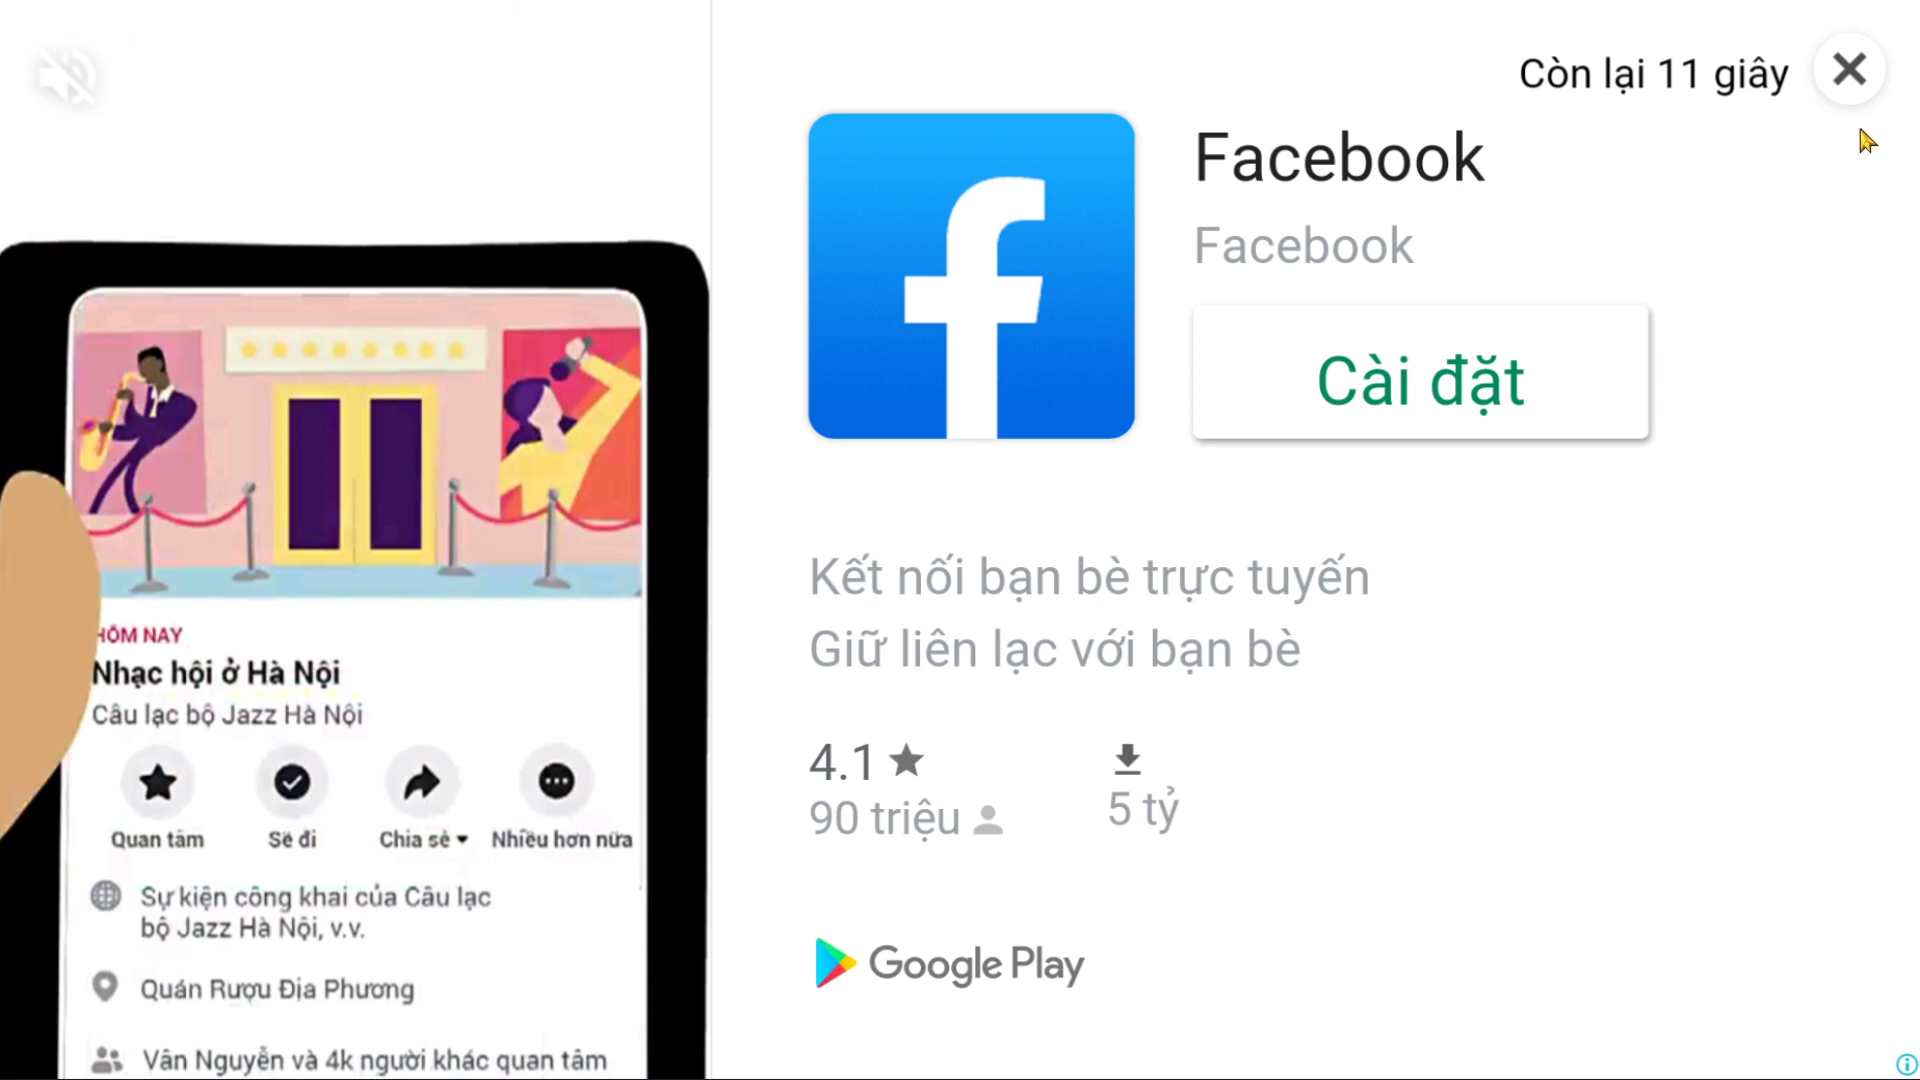 Còn lại 11 giây
Facebook
Facebook
Cài đặt
Kết nối bạn bè trực tuyến
Giữ liên lạc với bạn bè
4.1
90 triệu
5 tỷ
Google Play
HÔM NAY
Nhạc hội ở Hà Nội
Câu lạc bộ Jazz Hà Nội
Quan tâm
Sẽ đi
Chia sẻ
Nhiều hơn nữa
Sự kiện công khai của Câu lạc
bộ Jazz Hà Nội, v.v.
Quán Rượu Địa Phương
Vân Nguyễn và 4k người khác quan tâm